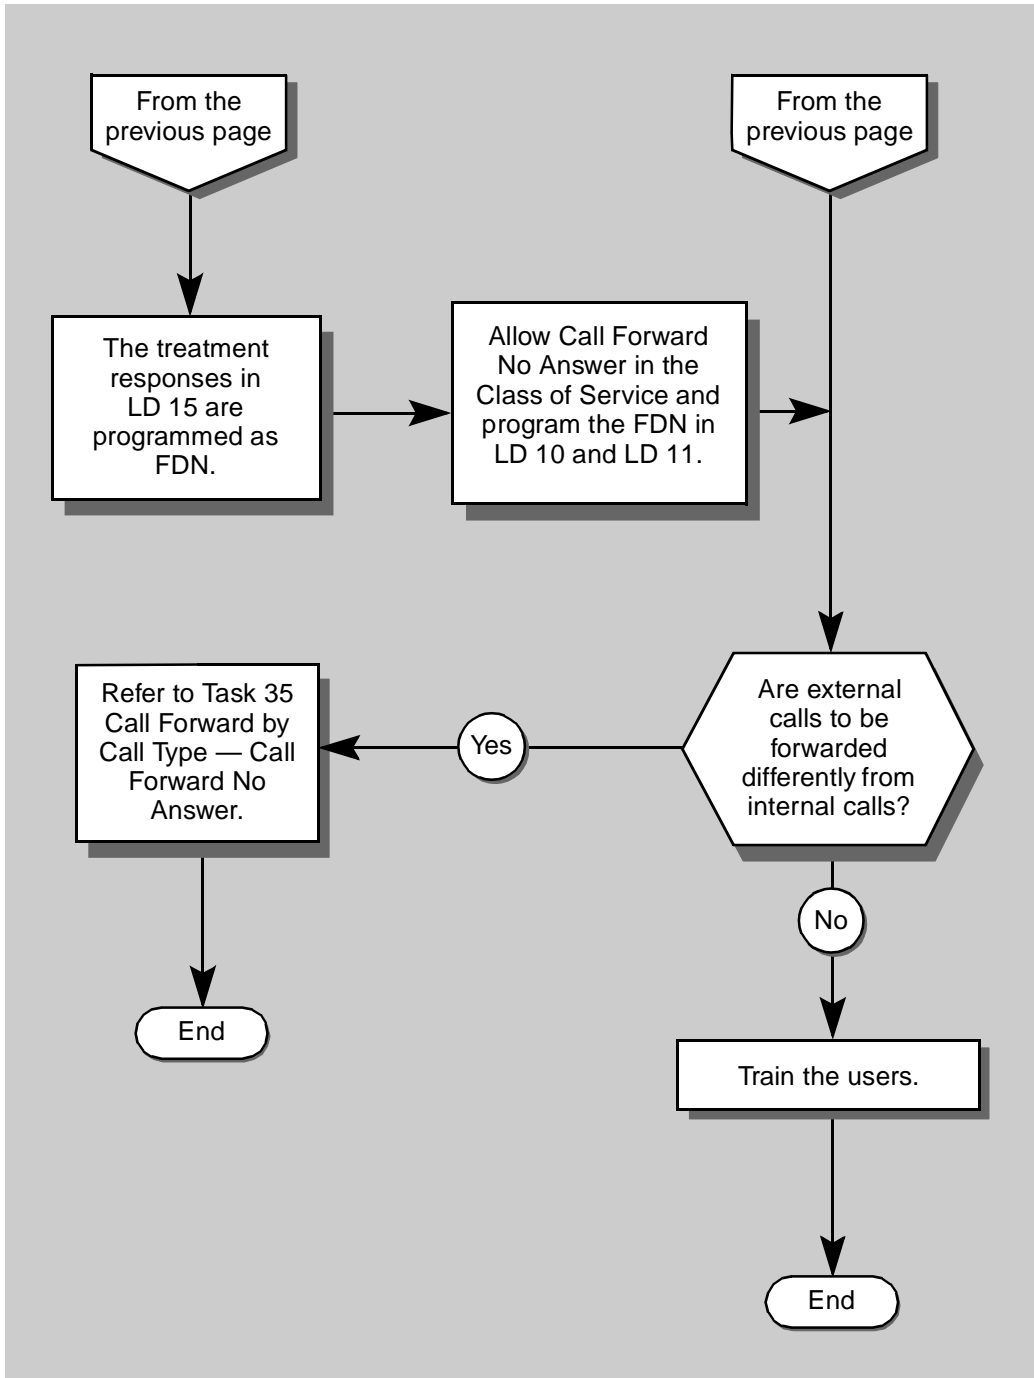 From the
previous page
From the
previous page
The treatment
responses in
LD 15 are
programmed as
FDN.
Allow Call Forward
No Answer in the
Class of Service and
program the FDN in
LD 10 and LD 11.
Are external
calls to be
forwarded
differently from
internal calls?
Yes
Refer to Task 35
Call Forward by
Call Type — Call
Forward No
Answer.
End
No
Train the users.
End